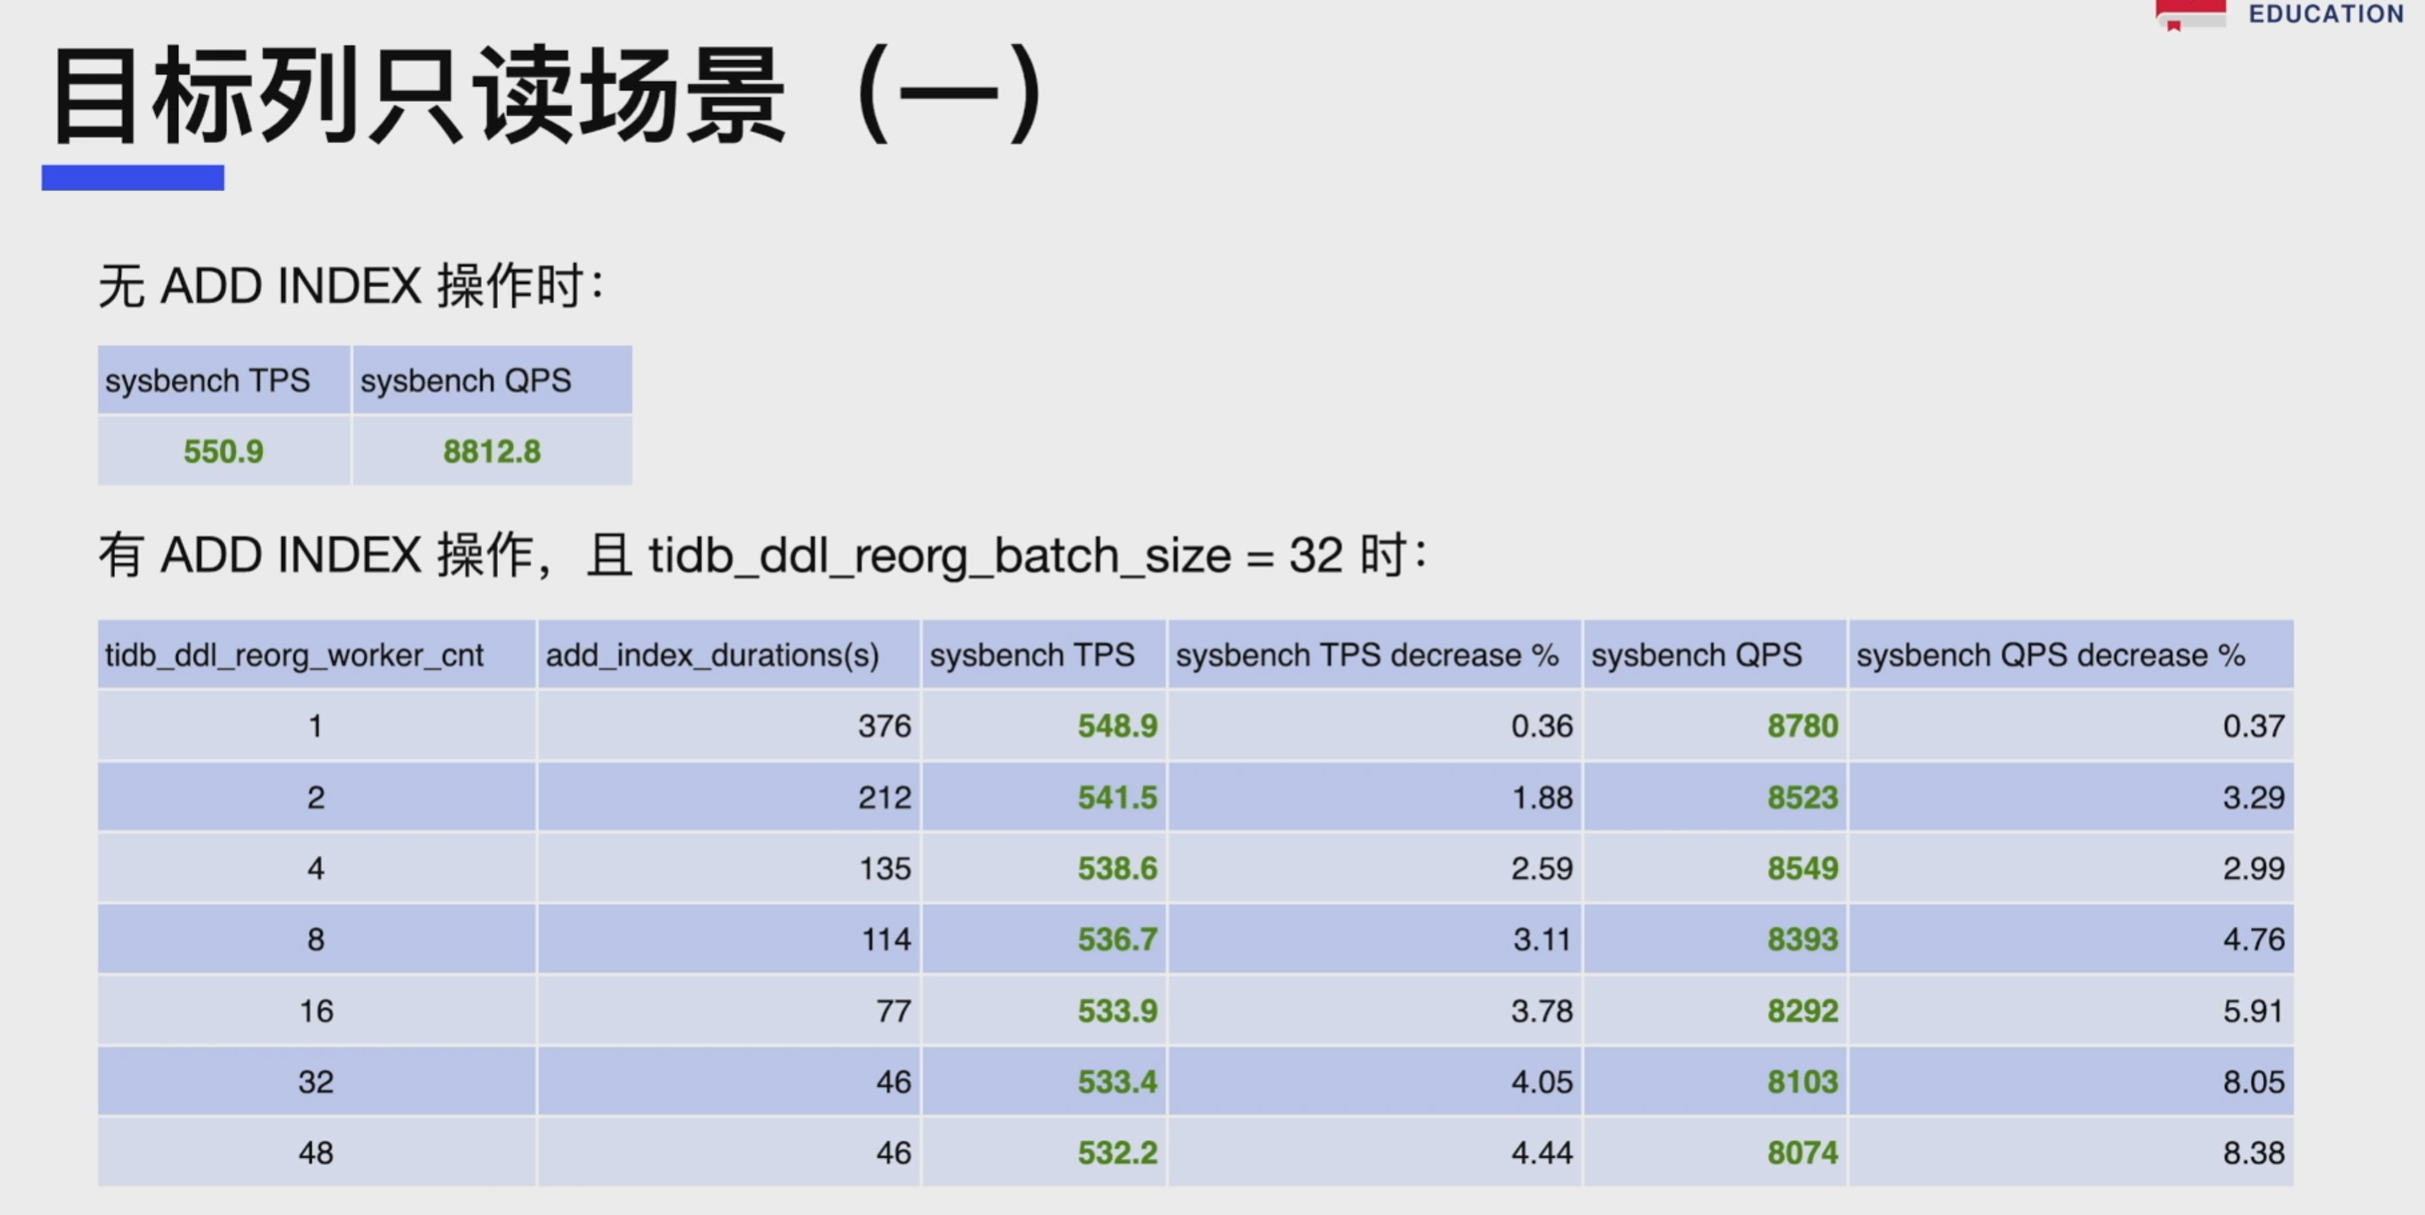 EDUCATION
目标列只读场景（一）
无 ADD INDEX 操作时：
sysbench TPS sysbench QPS
550.9 8812.8
有 ADD INDEX 操作，且 tidb_ddl_reorg_batch_size = 32 时：
tidb_ddl_reorg_worker_cnt add_index_durations(s) sysbench TPS sysbench TPS decrease % sysbench QPS sysbench QPS decrease %
1 376 548.9 0.36 8780 0.37
2 212 541.5 1.88 8523 3.29
4 135 538.6 2.59 8549 2.99
8 114 536.7 3.11 8393 4.76
16 77 533.9 3.78 8292 5.91
32 46 533.4 4.05 8103 8.05
48 46 532.2 4.44 8074 8.38